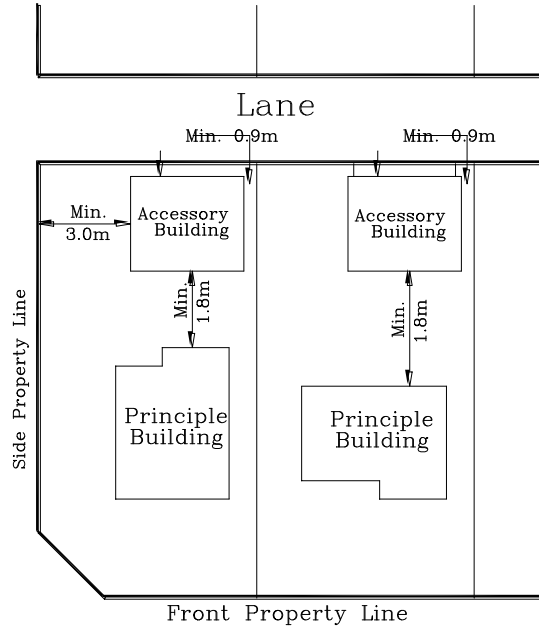 Lane
Min. 0.9m
Min. 0.9m
Min.
3.0m
Accessory
Building
Accessory
Building
Min.
1.8m
Min.
1.8m
Side Property Line
Principle
Building
Principle
Building
Front Property Line